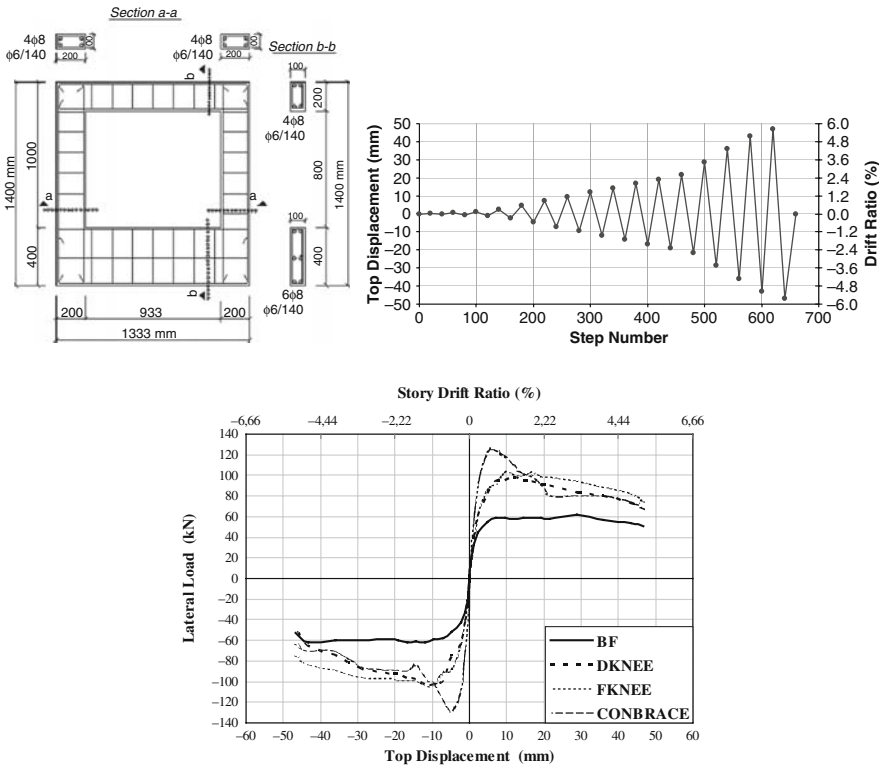 Section a-a
4ϕ8
ϕ6/140
200
100
4ϕ8
ϕ6/140
200
100
Section b-b
b
100
200
4ϕ8
ϕ6/140
1400 mm
1000
400
a
a
800
400
1400 mm
100
6ϕ8
ϕ6/140
b
200
933
200
1333 mm
50
40
30
20
10
0
−10
−20
−30
−40
−50
Top Displacement (mm)
6.0
4.8
3.6
2.4
1.2
0.0
−1.2
−2.4
−3.6
−4.8
−6.0
Drift Ratio (%)
0 100 200 300 400 500 600 700
Step Number
Story Drift Ratio (%)
−6,66 −4,44 −2,22 0 2,22 4,44 6,66
140
120
100
80
60
40
20
0
−20
−40
−60
−80
−100
−120
−140
Lateral Load (kN)
BF
DKNEE
FKNEE
CONBRACE
−60 −50 −40 −30 −20 −10 0 10 20 30 40 50 60
Top Displacement (mm)